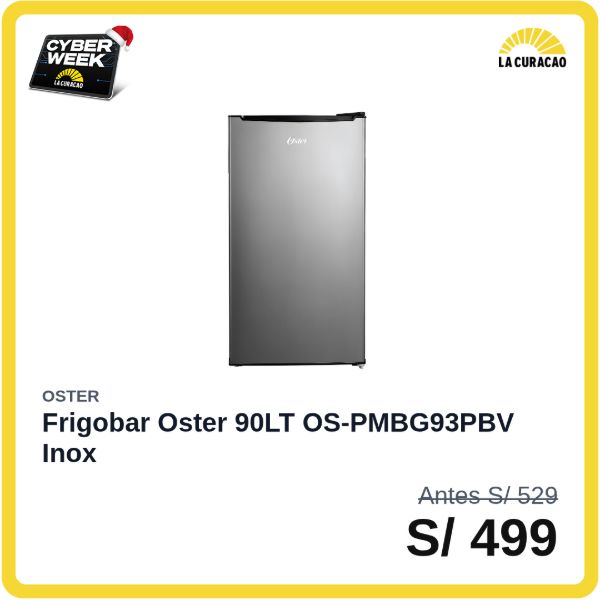 CYBER
WEEK
LA CURACAO
LA CURACAO
Oster
OSTER
Frigobar Oster 90LT OS-PMBG93PBV
Inox
Antes S/ 529
S/ 499